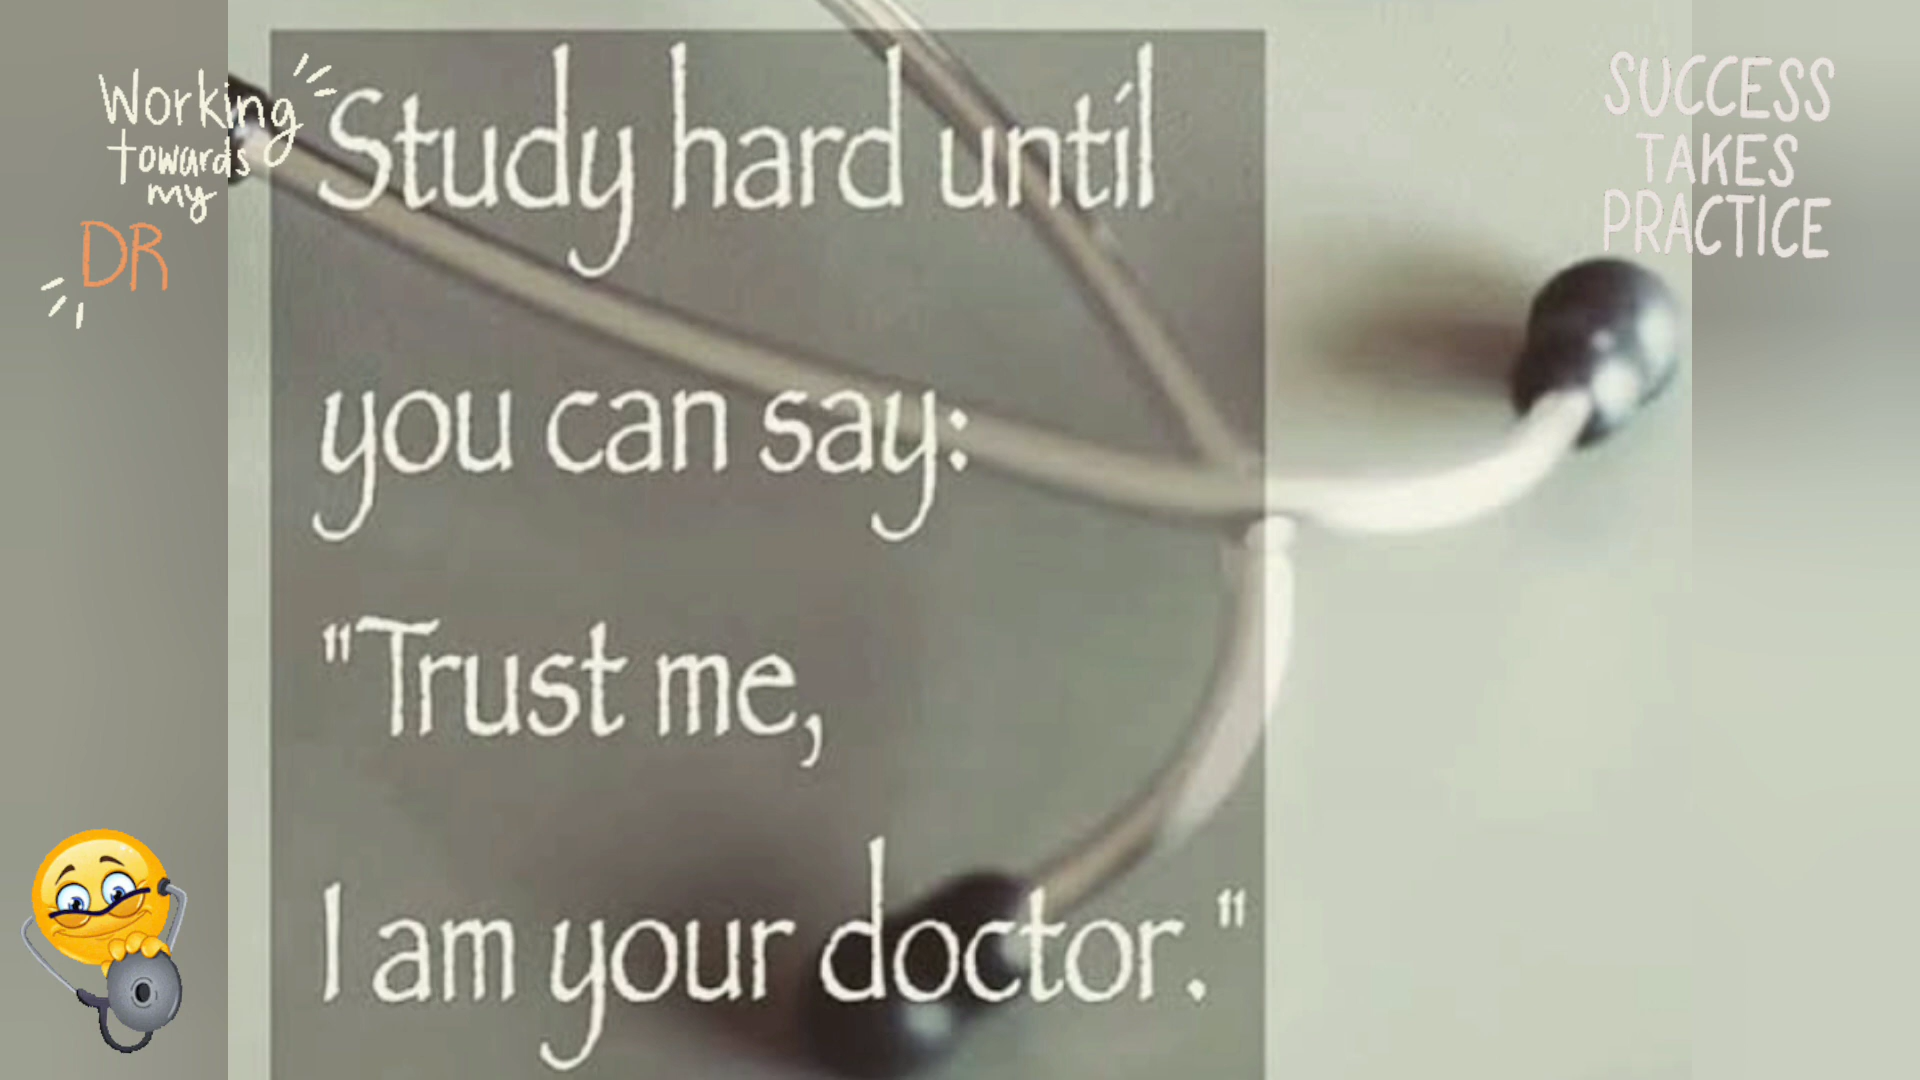 Working
towards
my
DR
SUCCESS
TAKES
PRACTICE
Study hard until
you can say:
"Trust me,
I am your doctor."